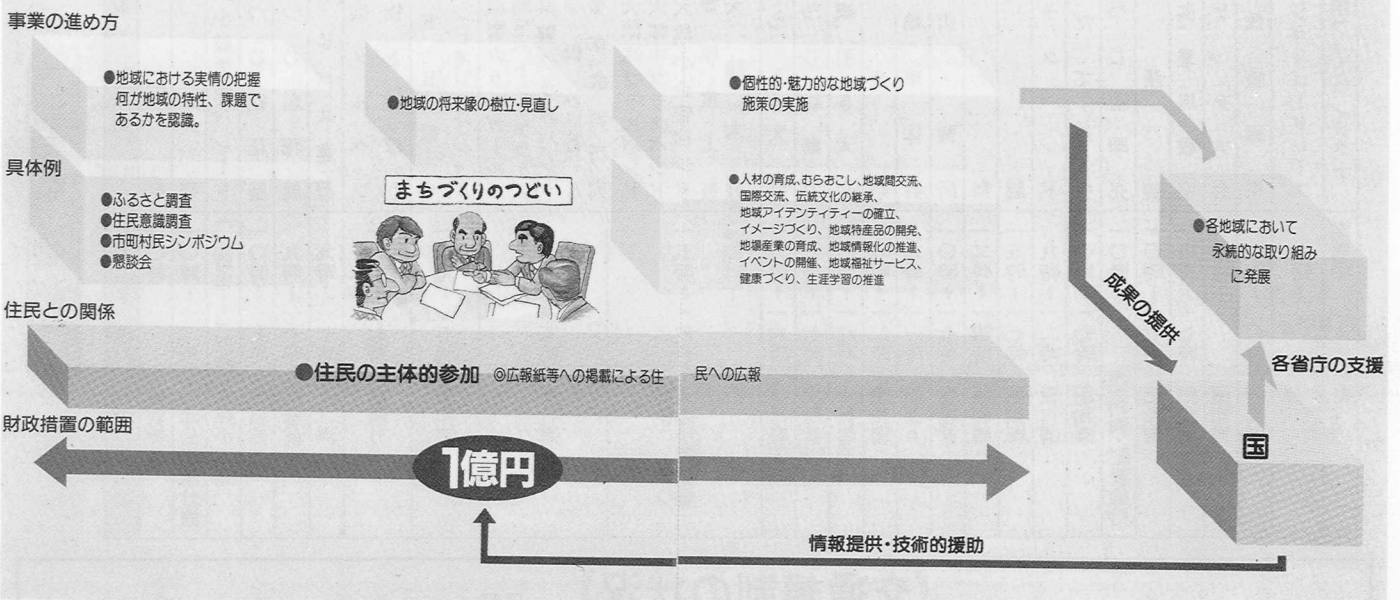 事業の進め方
●地域における実情の把握
何が地域の特性、課題で
あるかを認識。
●地域の将来像の樹立・見直し
●個性的・魅力的な地域づくり
施策の実施
具体例
●ふるさと調査
●住民意識調査
●市町村民シンポジウム
●懇談会
まちづくりのつどい
●人材の育成、むらおこし、地域間交流、
国際交流、伝統文化の継承、
地域アイデンティティーの確立、
イメージづくり、地域特産品の開発、
地場産業の育成、地域情報化の推進、
イベントの開催、地域福祉サービス、
健康づくり、生涯学習の推進
●各地域において
永続的な取り組み
に発展
成果の提供
住民との関係
●住民の主体的参加 ◎広報紙等への掲載による住 民への広報
各省庁の支援
財政措置の範囲
1億円
国
情報提供・技術的援助